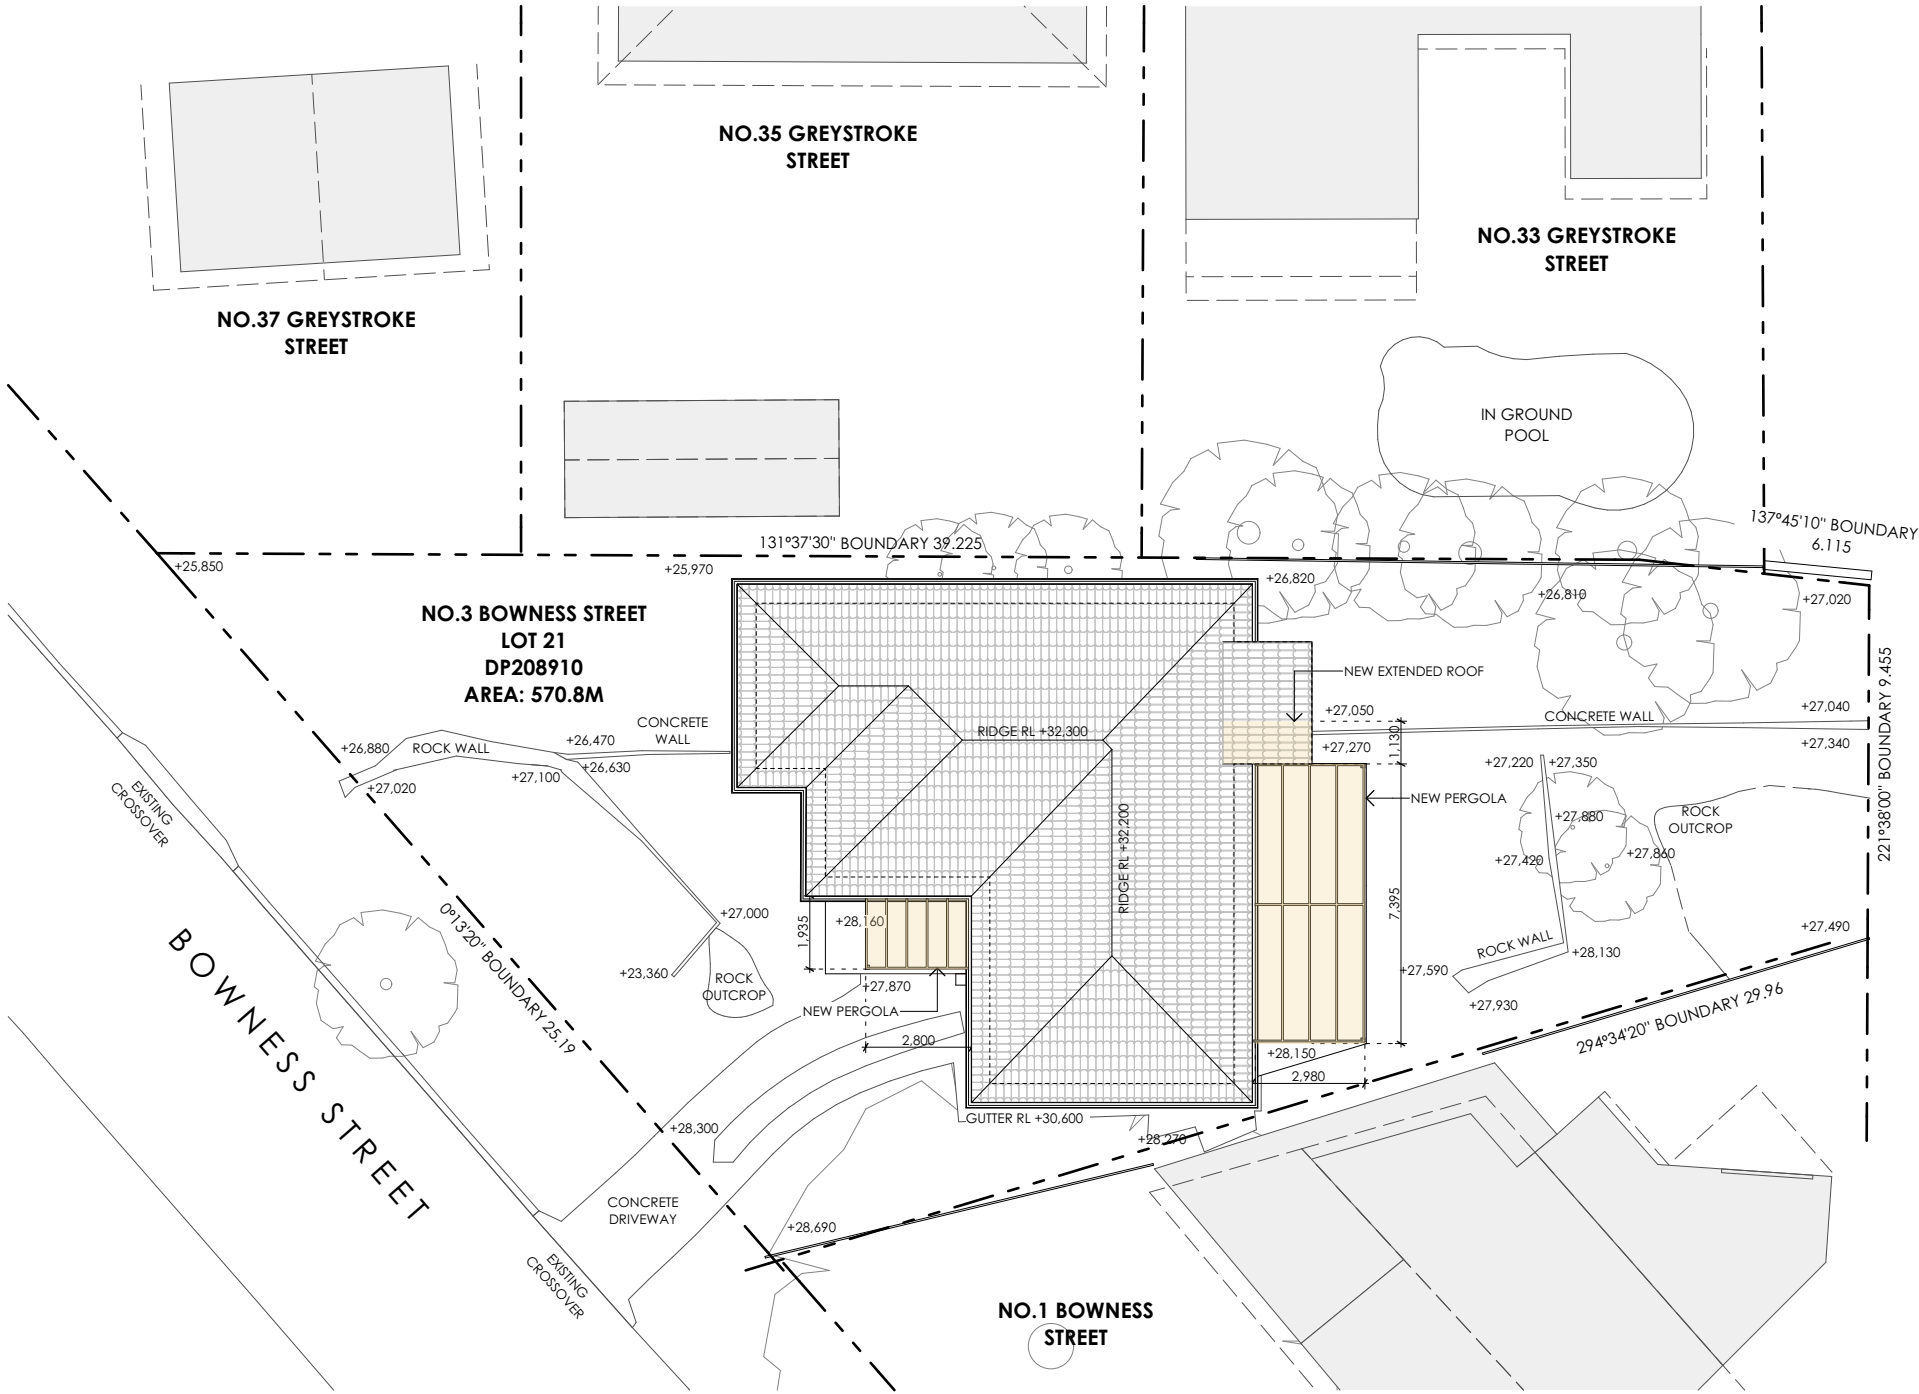 NO.35 GREYSTROKE
STREET
NO.33 GREYSTROKE
STREET
NO.37 GREYSTROKE
STREET
IN GROUND
POOL
137°45'10" BOUNDARY
6.115
131°37'30" BOUNDARY 39.225
+25,850
+25,970
+26,820
+26,810
+27,020
NO.3 BOWNESS STREET
LOT 21
DP208910
AREA: 570.8M
NEW EXTENDED ROOF
221°38'00" BOUNDARY 9.455
+27,050
+27,040
CONCRETE WALL
CONCRETE
WALL
RIDGE RL +32,300
+26,880
ROCK WALL
+26,470
+26,630
+27,100
+27,020
+27,270
1,130
+27,340
+27,220
+27,350
NEW PERGOLA
EXISTING
CROSSOVER
RIDGE RL +32,200
+27,880
ROCK
OUTCROP
+27,420
+27,860
7,395
+27,000
+28,160
1,935
0°13'20" BOUNDARY 25.19
BOWNESS STREET
+23,360
ROCK
OUTCROP
+27,870
NEW PERGOLA
2,800
+27,490
ROCK WALL
+28,130
+27,590
+27,930
294°34'20" BOUNDARY 29.96
+28,150
2,980
GUTTER RL +30,600
+28,300
+28,270
CONCRETE
DRIVEWAY
+28,690
EXISTING
CROSSOVER
NO.1 BOWNESS
STREET